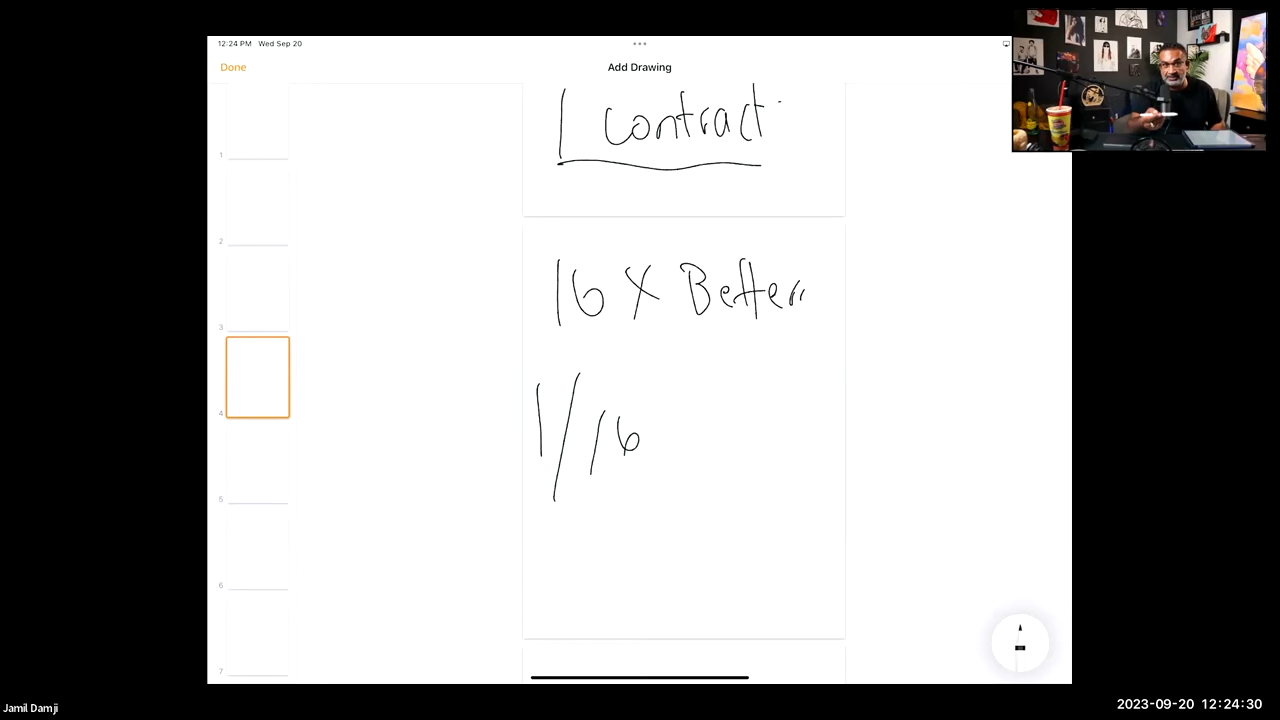 12:24 PM Wed Sep 20
Done
Add Drawing
1 Contract
16 X Better
1/16
1
2
3
4
5
6
7
Jamil Damji
2023-09-20 12:24:30